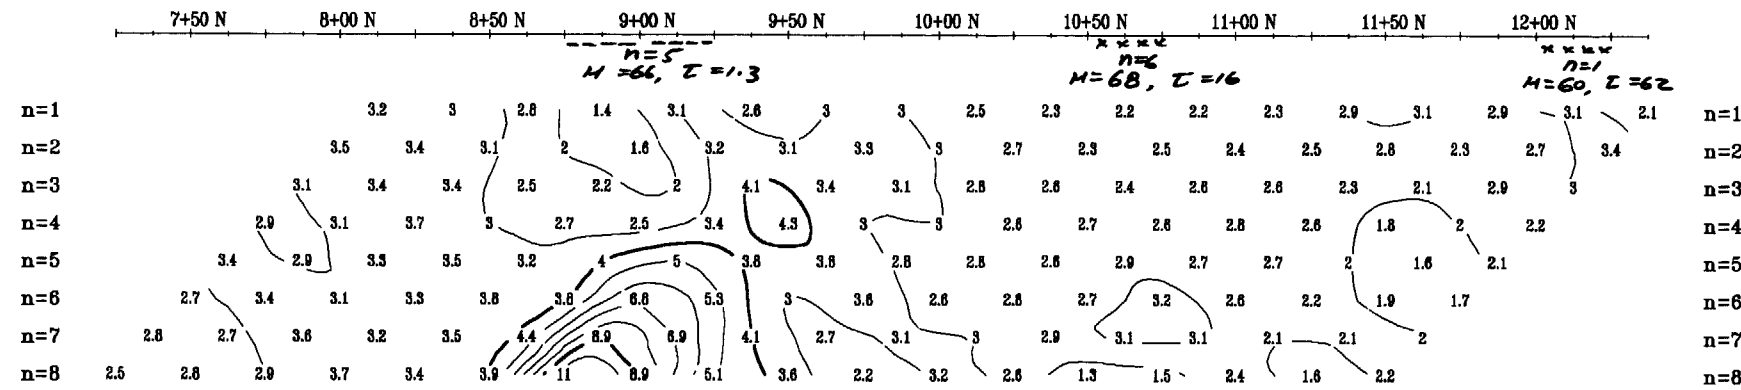 7+50 N 8+00 N 8+50 N 9+00 N 9+50 N 10+00 N 10+50 N 11+00 N 11+50 N 12+00 N
n=5 n=6 n=1
M=66, τ=1.3 M=68, τ=16 M=60, τ=62
n=1 3.2 3 2.8 1.4 3.1 2.6 3 3 2.5 2.3 2.2 2.2 2.3 2.9 3.1 2.9 3.1 2.1 n=1
n=2 3.5 3.4 3.1 2 1.6 3.2 3.1 3.3 3 2.7 2.3 2.5 2.4 2.5 2.8 2.3 2.7 3.4 n=2
n=3 3.1 3.4 3.4 2.5 2.2 2 4.1 3.4 3.1 2.8 2.6 2.4 2.6 2.6 2.3 2.1 2.9 3 n=3
n=4 2.9 3.1 3.7 3 2.7 2.5 3.4 4.3 3 3 2.6 2.7 2.6 2.8 2.6 1.8 2 2.2 n=4
n=5 3.4 2.9 3.3 3.5 3.2 4 5 3.8 3.6 2.8 2.8 2.6 2.9 2.7 2.7 2 1.6 2.1 n=5
n=6 2.7 3.4 3.1 3.3 3.8 3.8 6.6 5.3 3 3.6 2.6 2.8 2.7 3.2 2.6 2.2 1.9 1.7 n=6
n=7 2.8 2.7 3.6 3.2 3.5 4.4 8.9 6.9 4.1 2.7 3.1 3 2.9 3.1 3.1 2.1 2.1 2 n=7
n=8 2.5 2.8 2.9 3.7 3.4 3.9 11 8.9 5.1 3.6 2.2 3.2 2.6 1.3 1.5 2.4 1.6 2.2 n=8